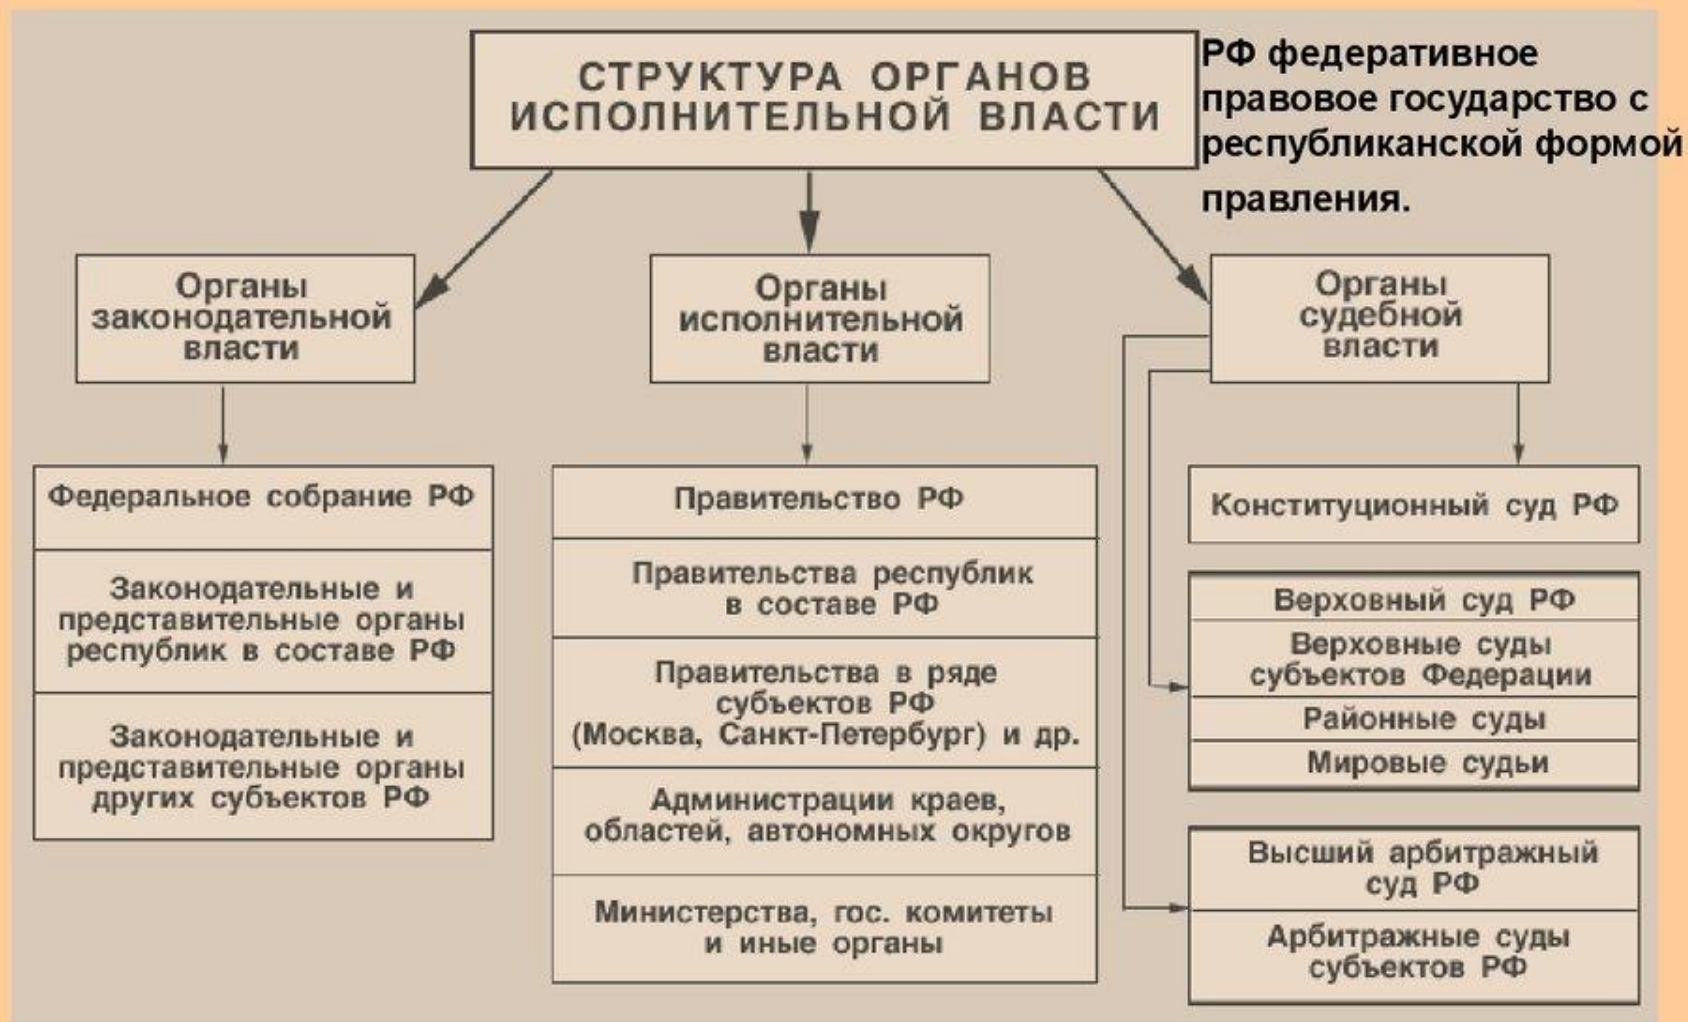 СТРУКТУРА ОРГАНОВ
ИСПОЛНИТЕЛЬНОЙ ВЛАСТИ
РФ федеративное
правовое государство с
республиканской формой
правления.
Органы
законодательной
власти
Органы
исполнительной
власти
Органы
судебной
власти
Федеральное собрание РФ
Законодательные и
представительные органы
республик в составе РФ
Законодательные и
представительные органы
других субъектов РФ
Правительство РФ
Правительства республик
в составе РФ
Правительства в ряде
субъектов РФ
(Москва, Санкт-Петербург) и др.
Администрации краев,
областей, автономных округов
Министерства, гос. комитеты
и иные органы
Конституционный суд РФ
Верховный суд РФ
Верховные суды
субъектов Федерации
Районные суды
Мировые судьи
Высший арбитражный
суд РФ
Арбитражные суды
субъектов РФ